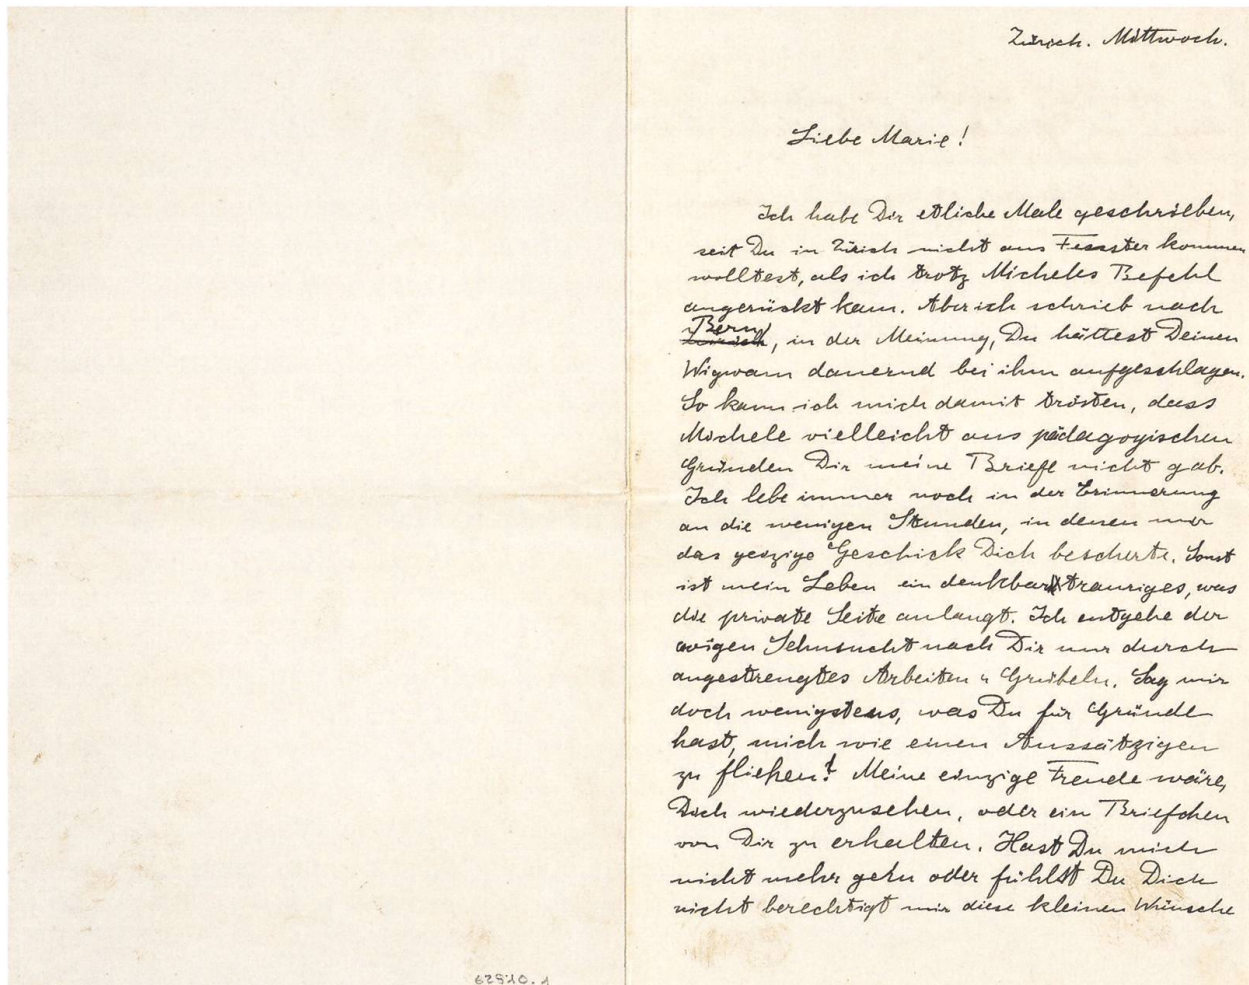 Zürich. Mittwoch.
Liebe Marie!
Ich habe Dir etliche Male geschrieben,
seit Du in Zürich nicht ans Fenster kommen
wolltest, als ich trotz Micheles Befehl
angerückt kam. Aber ich schrieb nach
Bern, in der Meinung, Du hättest Deinen
Wigwam dauernd bei ihm aufgeschlagen.
So kann ich mich damit trösten, dass
Michele vielleicht aus pädagogischen
Gründen Dir meine Briefe nicht gab.
Ich lebe immer noch in der Erinnerung
an die wenigen Stunden, in denen mir
das geizige Geschick Dich bescherte. Sonst
ist mein Leben ein denkbar trauriges, was
die private Seite anlangt. Ich entgehe der
ewigen Sehnsucht nach Dir nur durch
angestrengtes Arbeiten u Grübeln. Sag mir
doch wenigstens, was Du für Gründe
hast, mich wie einen Aussätzigen
zu fliehen! Meine einzige Freude wäre,
Dich wiederzusehen, oder ein Briefchen
von Dir zu erhalten. Hast Du mich
nicht mehr gern oder fühlst Du Dich
nicht berechtigt mir diese kleinen Wünsche
62510.1